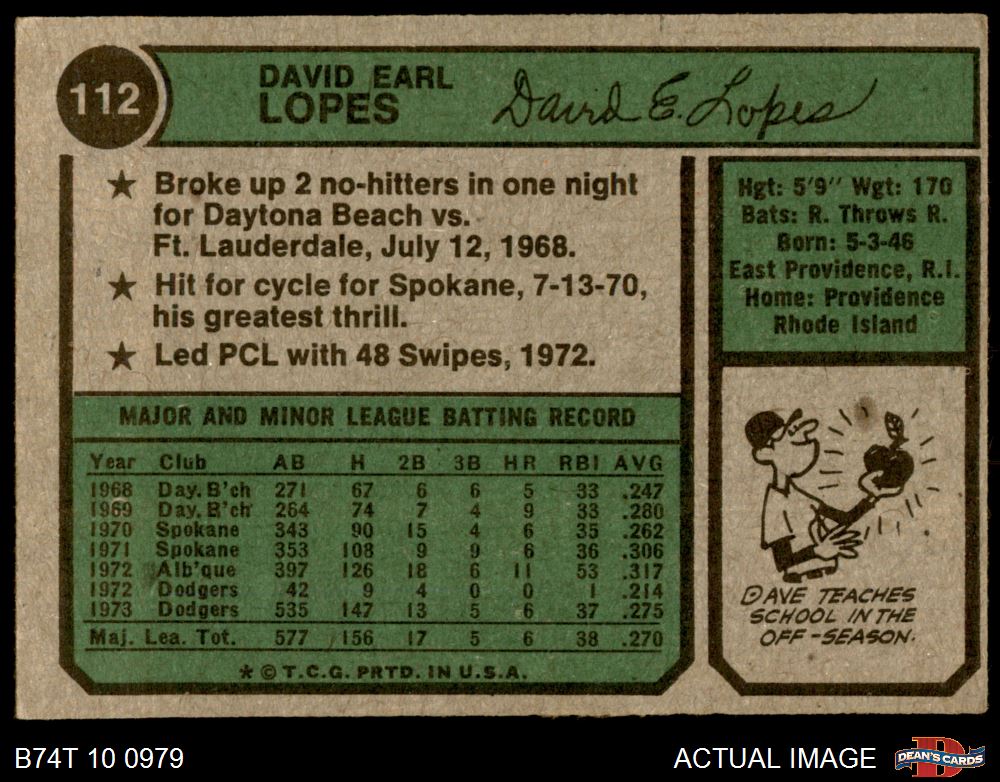 112
DAVID EARL
LOPES
David E. Lopes
★ Broke up 2 no-hitters in one night
for Daytona Beach vs.
Ft. Lauderdale, July 12, 1968.
★ Hit for cycle for Spokane, 7-13-70,
his greatest thrill.
★ Led PCL with 48 Swipes, 1972.
Hgt: 5'9" Wgt: 170
Bats: R. Throws R.
Born: 5-3-46
East Providence, R.I.
Home: Providence
Rhode Island
MAJOR AND MINOR LEAGUE BATTING RECORD
Year Club AB H 2B 3B HR RBI AVG
1968 Day. B'ch 271 67 6 6 5 33 .247
1969 Day. B'ch 264 74 7 4 9 33 .280
1970 Spokane 343 90 15 4 6 35 .262
1971 Spokane 353 108 9 9 6 36 .306
1972 Alb'que 397 126 18 6 11 53 .317
1972 Dodgers 42 9 4 0 0 1 .214
1973 Dodgers 535 147 13 5 6 37 .275
Maj. Lea. Tot. 577 156 17 5 6 38 .270
* © T.C.G. PRTD. IN U.S.A.
DAVE TEACHES
SCHOOL IN THE
OFF-SEASON.
B74T 10 0979
ACTUAL IMAGE
D
DEAN'S CARDS